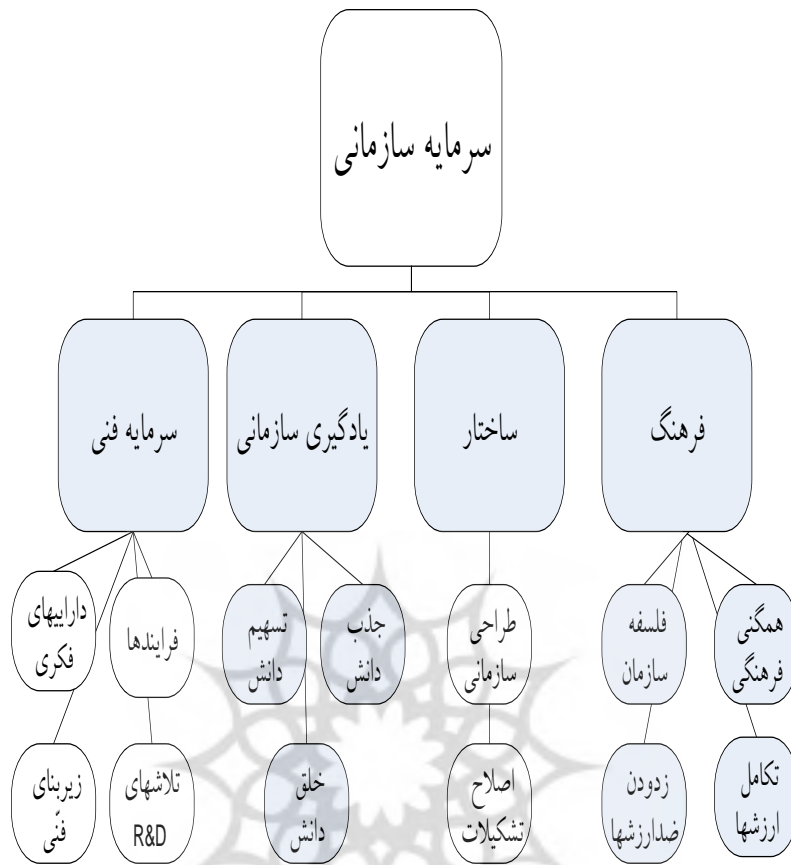 سرمایه سازمانی
فرهنگ
ساختار
یادگیری سازمانی
سرمایه فنی
همگنی
فرهنگی
فلسفه
سازمان
تکامل
ارزشها
زدودن
ضدارزشها
طراحی
سازمانی
اصلاح
تشکیلات
جذب
دانش
تسهیم
دانش
خلق
دانش
فرایندها
داراییهای
فکری
تلاشهای
R&D
زیربنای
فنّی